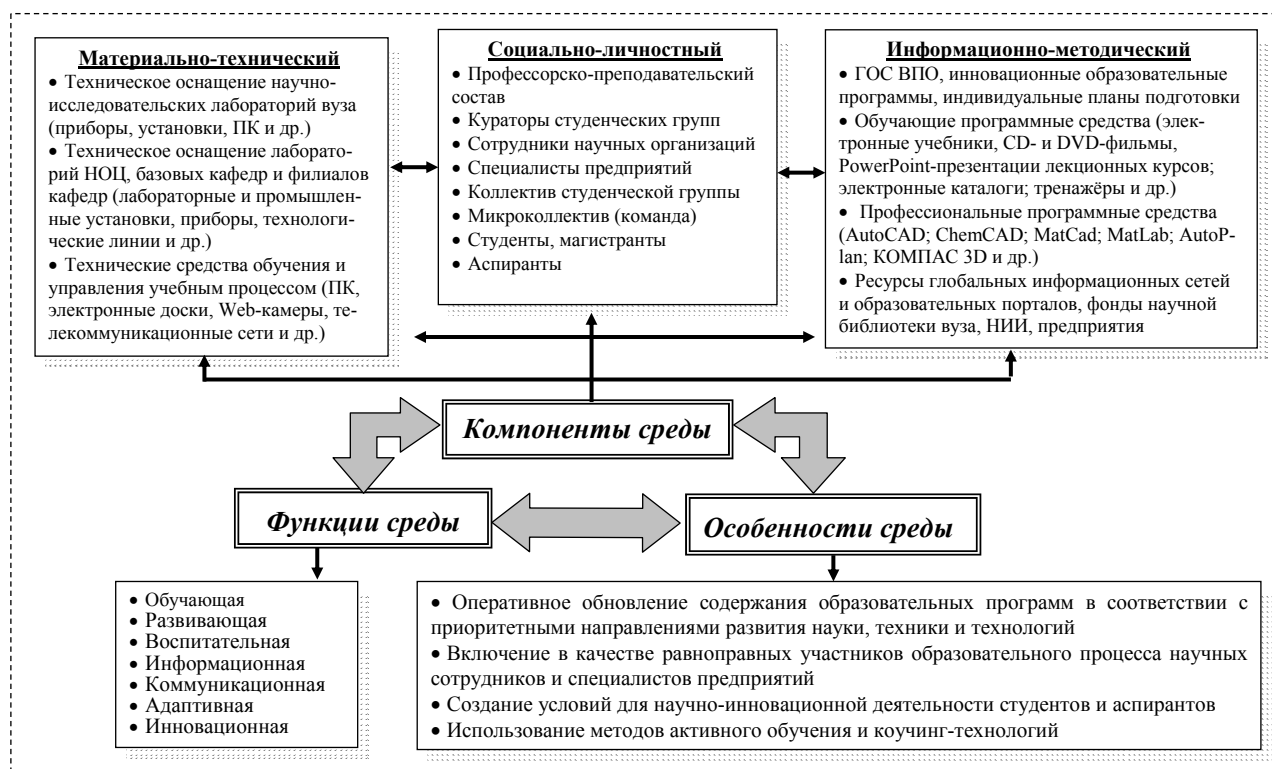 Материально-технический
• Техническое оснащение научно-
исследовательских лабораторий вуза
(приборы, установки, ПК и др.)
• Техническое оснащение лаборато-
рий НОЦ, базовых кафедр и филиалов
кафедр (лабораторные и промышлен-
ные установки, приборы, технологи-
ческие линии и др.)
• Технические средства обучения и
управления учебным процессом (ПК,
электронные доски, Web-камеры, те-
лекоммуникационные сети и др.)
Социально-личностный
• Профессорско-преподавательский
состав
• Кураторы студенческих групп
• Сотрудники научных организаций
• Специалисты предприятий
• Коллектив студенческой группы
• Микроколлектив (команда)
• Студенты, магистранты
• Аспиранты
Информационно-методический
• ГОС ВПО, инновационные образовательные
программы, индивидуальные планы подготовки
• Обучающие программные средства (элек-
тронные учебники, CD- и DVD-фильмы,
PowerPoint-презентации лекционных курсов;
электронные каталоги; тренажёры и др.)
• Профессиональные программные средства
(AutoCAD; ChemCAD; MatCad; MatLab; AutoP-
lan; КОМПАС 3D и др.)
• Ресурсы глобальных информационных сетей
и образовательных порталов, фонды научной
библиотеки вуза, НИИ, предприятия
Компоненты среды
Функции среды
Особенности среды
• Обучающая
• Развивающая
• Воспитательная
• Информационная
• Коммуникационная
• Адаптивная
• Инновационная
• Оперативное обновление содержания образовательных программ в соответствии с
приоритетными направлениями развития науки, техники и технологий
• Включение в качестве равноправных участников образовательного процесса научных
сотрудников и специалистов предприятий
• Создание условий для научно-инновационной деятельности студентов и аспирантов
• Использование методов активного обучения и коучинг-технологий